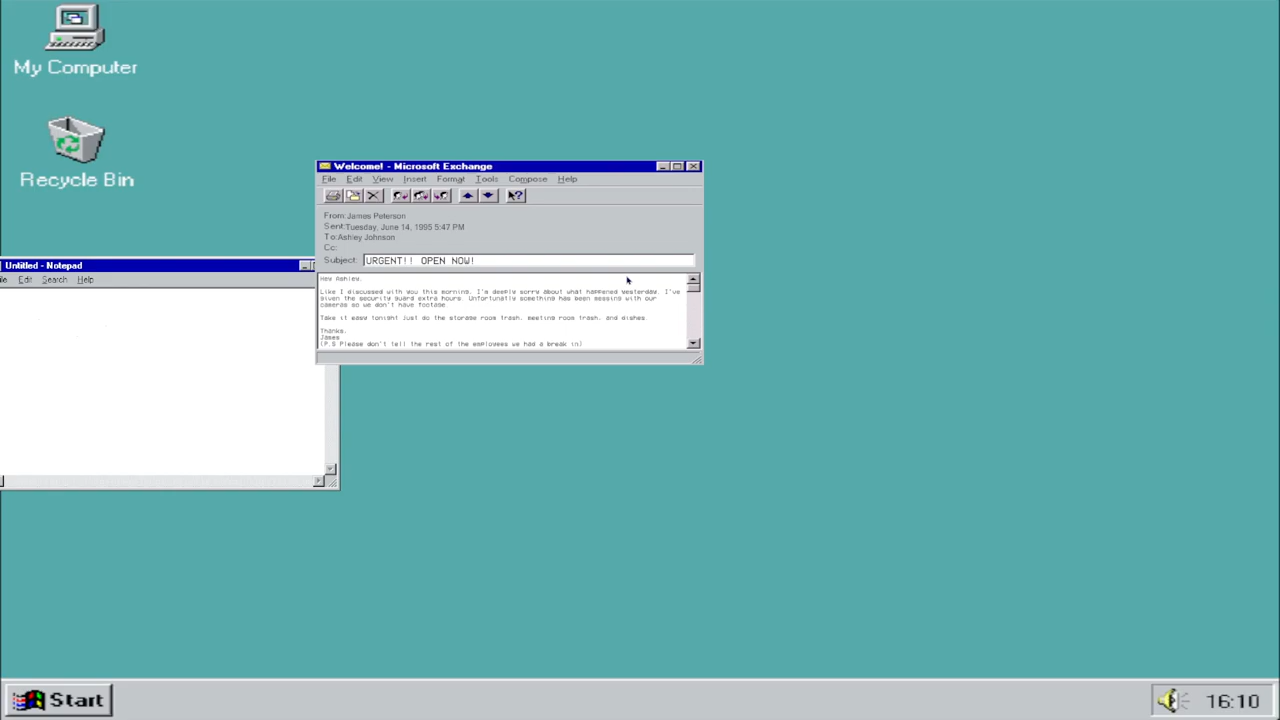 My Computer
Recycle Bin
Welcome! - Microsoft Exchange
File Edit View Insert Format Tools Compose Help
From:James Peterson
Sent:Tuesday, June 14, 1995 5:47 PM
To:Ashley Johnson
Cc:
Subject: URGENT!! OPEN NOW!
Hey Ashley.
Like I discussed with you this morning. I'm deeply sorry about what happened yesterday. I've
given the security guard extra hours. Unfortunately something has been messing with our
cameras so we don't have footage
Take it easy tonight Just do the storage room trash. meeting room trash. and dishes.
Thanks.
James
(P.S Please don't tell the rest of the employees we had a break in)
Untitled - Notepad
ile Edit Search Help
Start
16:10